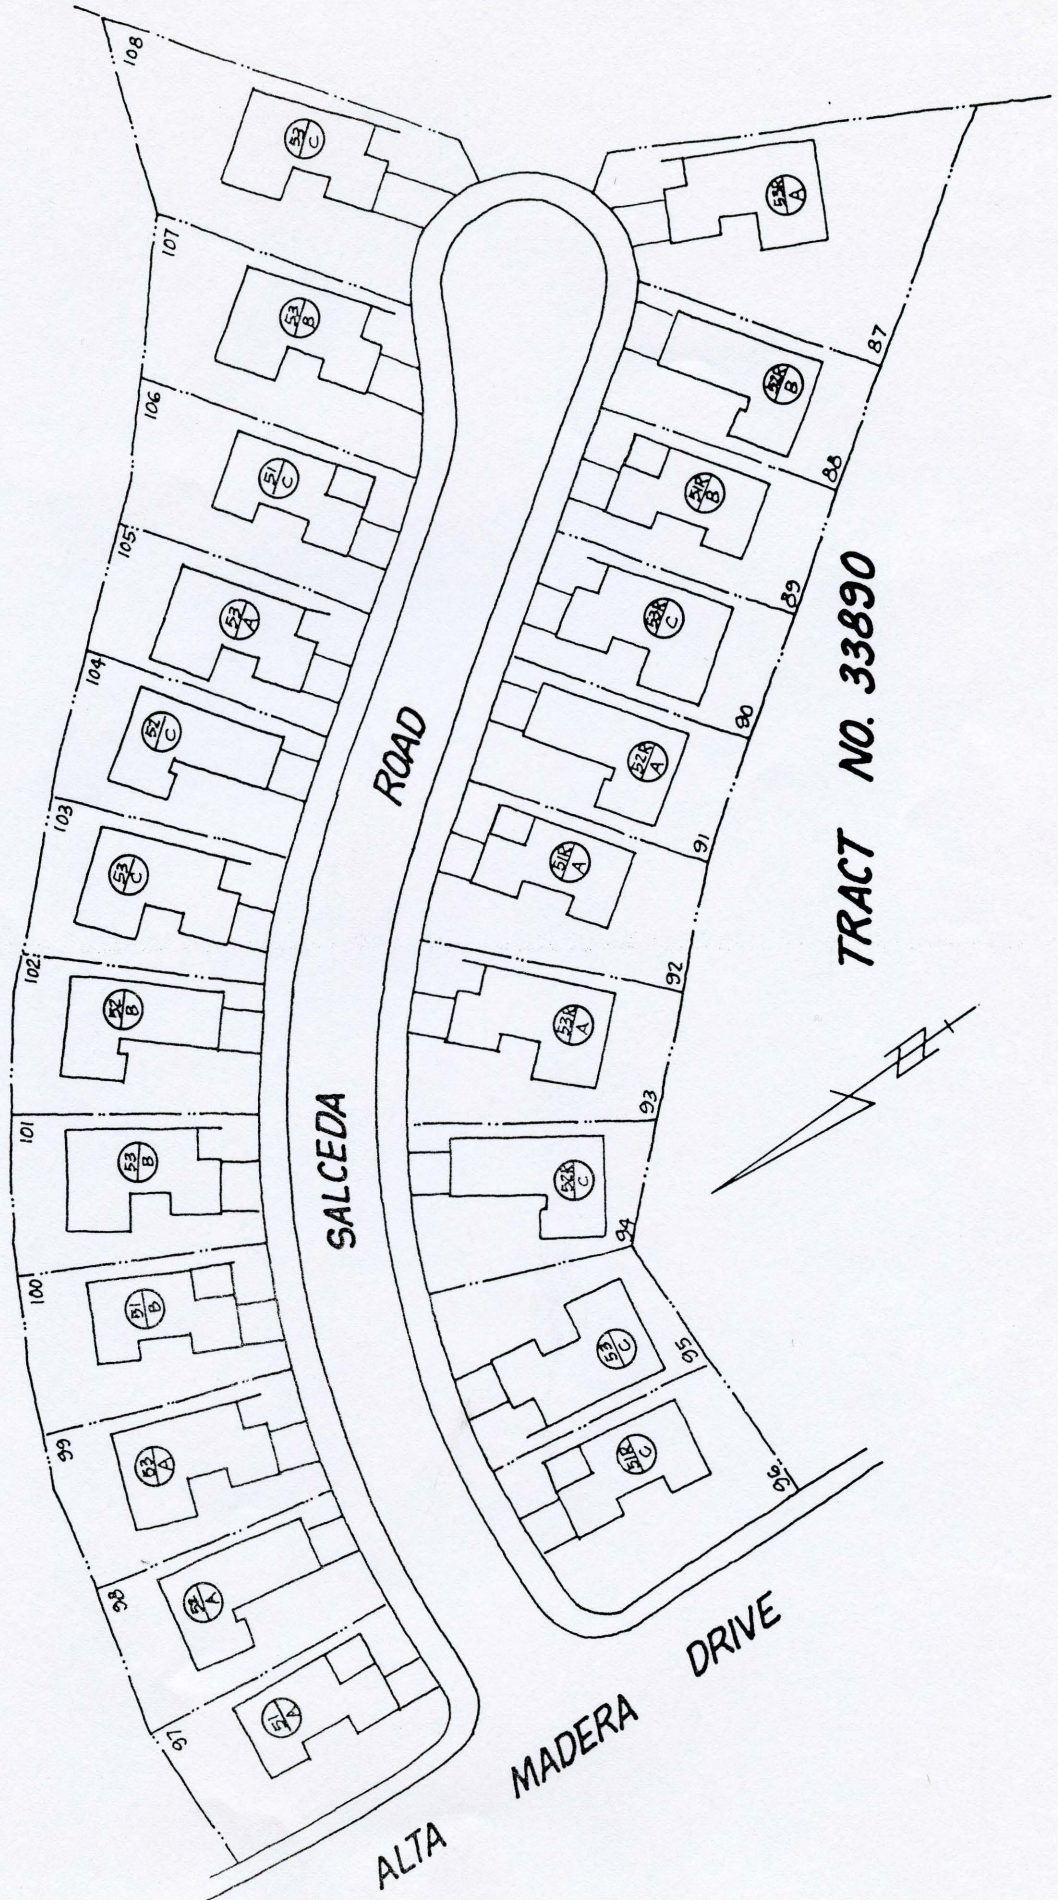 108
53
C
107
53
B
106
51
C
105
53
A
104
52
C
103
53
C
102
52
B
101
53
B
100
51
B
99
53
A
98
52
A
97
51
A
SALCEDA ROAD
53R
A
87
52R
B
88
51R
B
89
53R
C
90
52R
A
91
51R
A
92
53R
A
93
52R
C
94
53
C
95
51R
C
96
ALTA MADERA DRIVE
TRACT NO. 33890
N